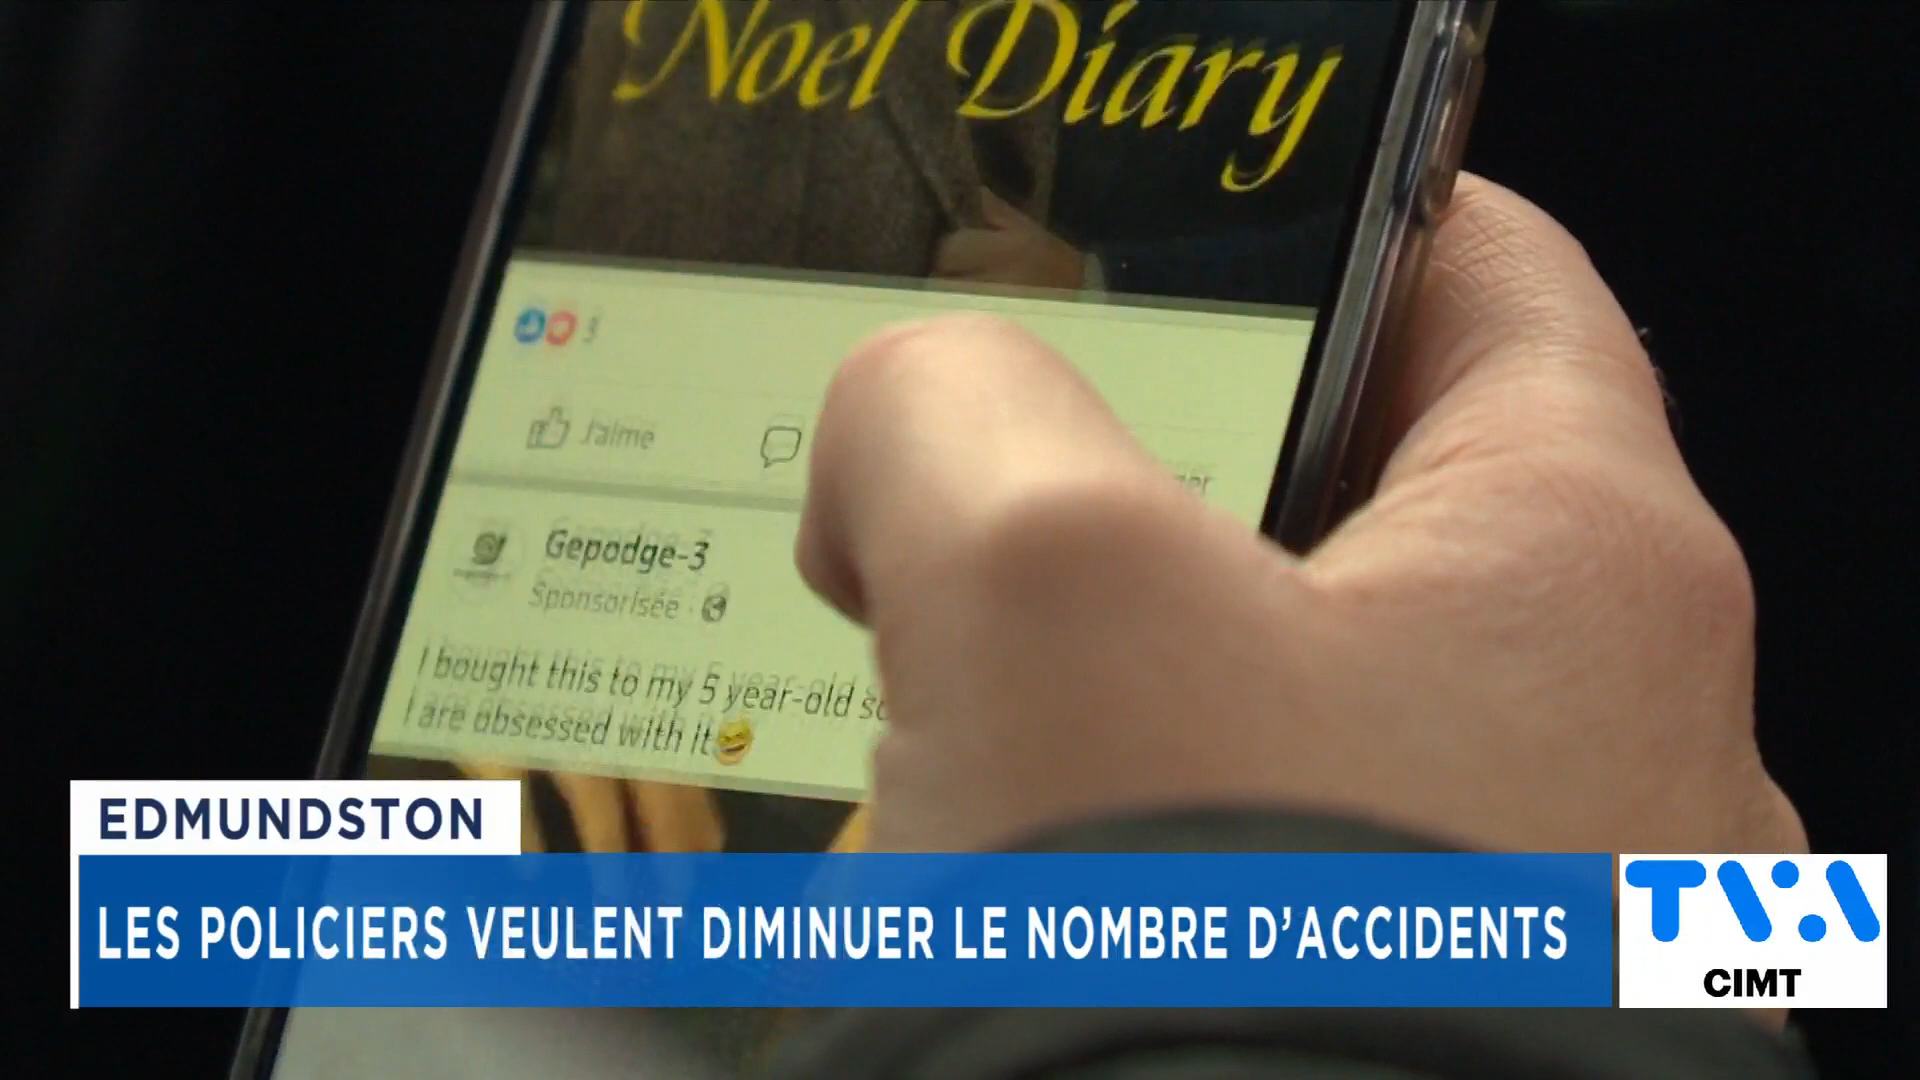 Noel Diary
3
J'aime
Gepodge-3
Sponsorisée
I bought this to my 5 year-old
I are obsessed with it
EDMUNDSTON
LES POLICIERS VEULENT DIMINUER LE NOMBRE D'ACCIDENTS
TVA
CIMT